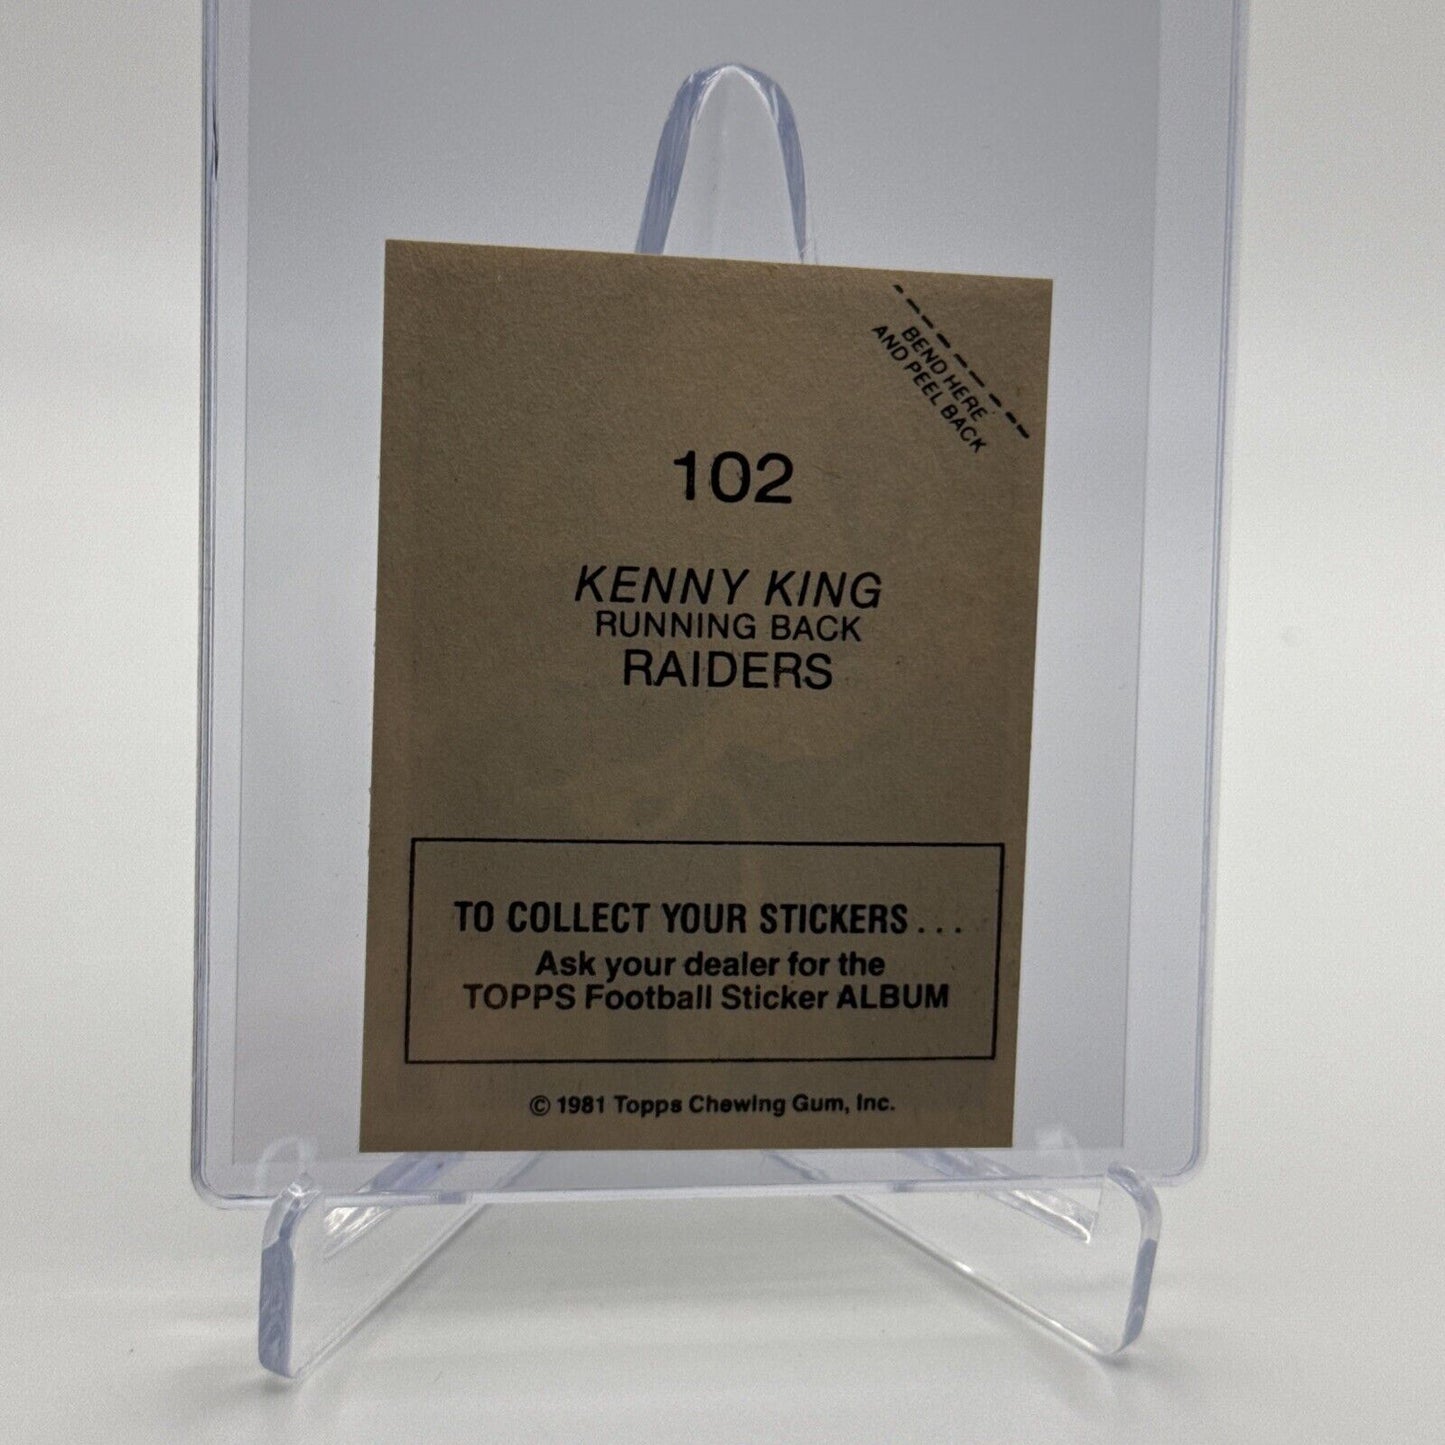 BEND HERE
AND PEEL BACK
102
KENNY KING
RUNNING BACK
RAIDERS
TO COLLECT YOUR STICKERS...
Ask your dealer for the
TOPPS Football Sticker ALBUM
© 1981 Topps Chewing Gum, Inc.